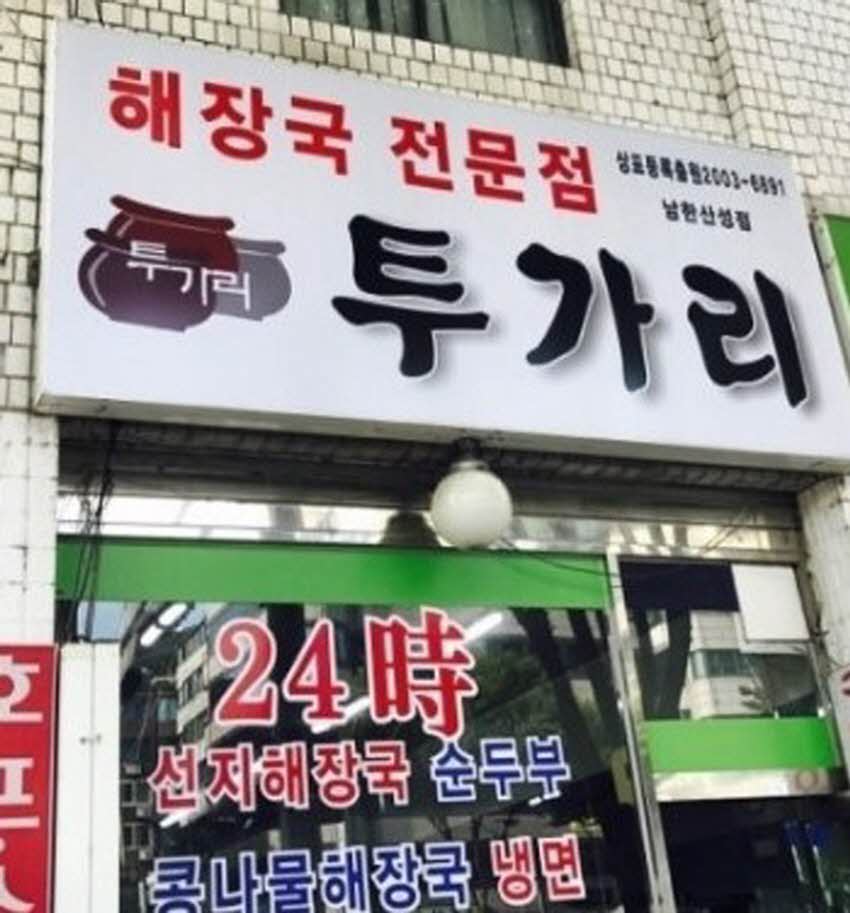 해장국 전문점
상표등록출원2003-6891
남한산성점
투가리
투가리
24時
선지해장국 순두부
콩나물해장국 냉면
호프